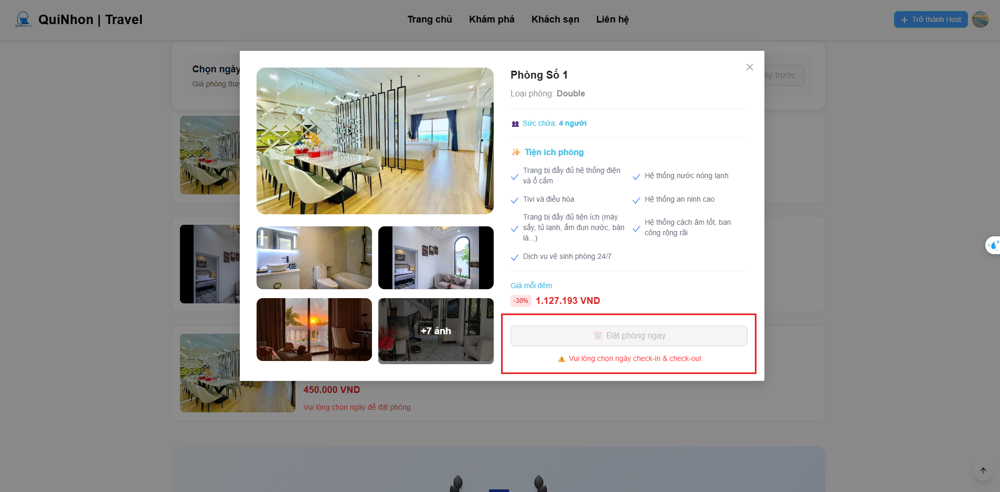 QuiNhon | Travel
Trang chủ
Khám phá
Khách sạn
Liên hệ
Trở thành Host
Chọn ngày
Giá phòng thay
ày trước
Phòng Số 1
Loại phòng: Double
Sức chứa: 4 người
Tiện ích phòng
Trang bị đầy đủ hệ thống điện
và ổ cắm
Hệ thống nước nóng lạnh
Tivi và điều hòa
Hệ thống an ninh cao
Trang bị đầy đủ tiện ích (máy
sấy, tủ lạnh, ấm đun nước, bàn
là...)
Hệ thống cách âm tốt, ban
công rộng rãi
Dịch vụ vệ sinh phòng 24/7
Giá mỗi đêm
-30% 1.127.193 VND
+7 ảnh
Đặt phòng ngay
Vui lòng chọn ngày check-in & check-out
450.000 VND
Vui lòng chọn ngày để đặt phòng